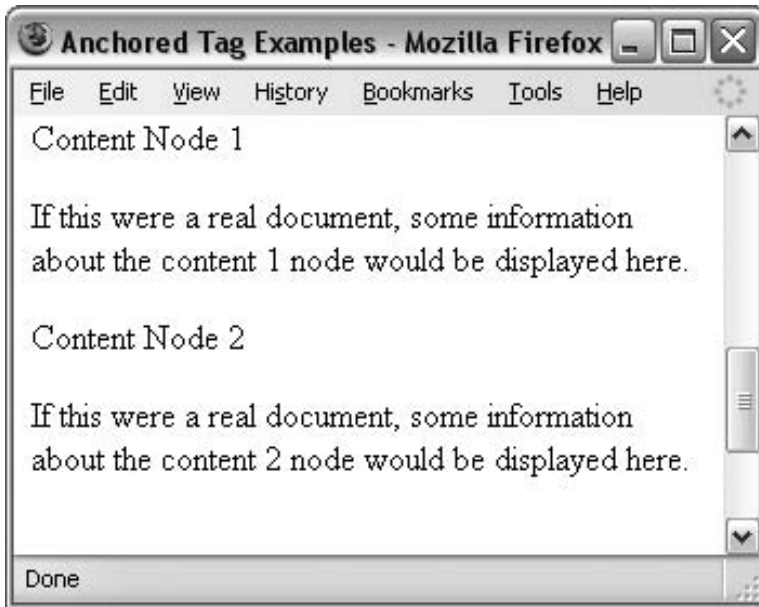 Anchored Tag Examples - Mozilla Firefox
File Edit View History Bookmarks Tools Help
Content Node 1
If this were a real document, some information
about the content 1 node would be displayed here.
Content Node 2
If this were a real document, some information
about the content 2 node would be displayed here.
Done